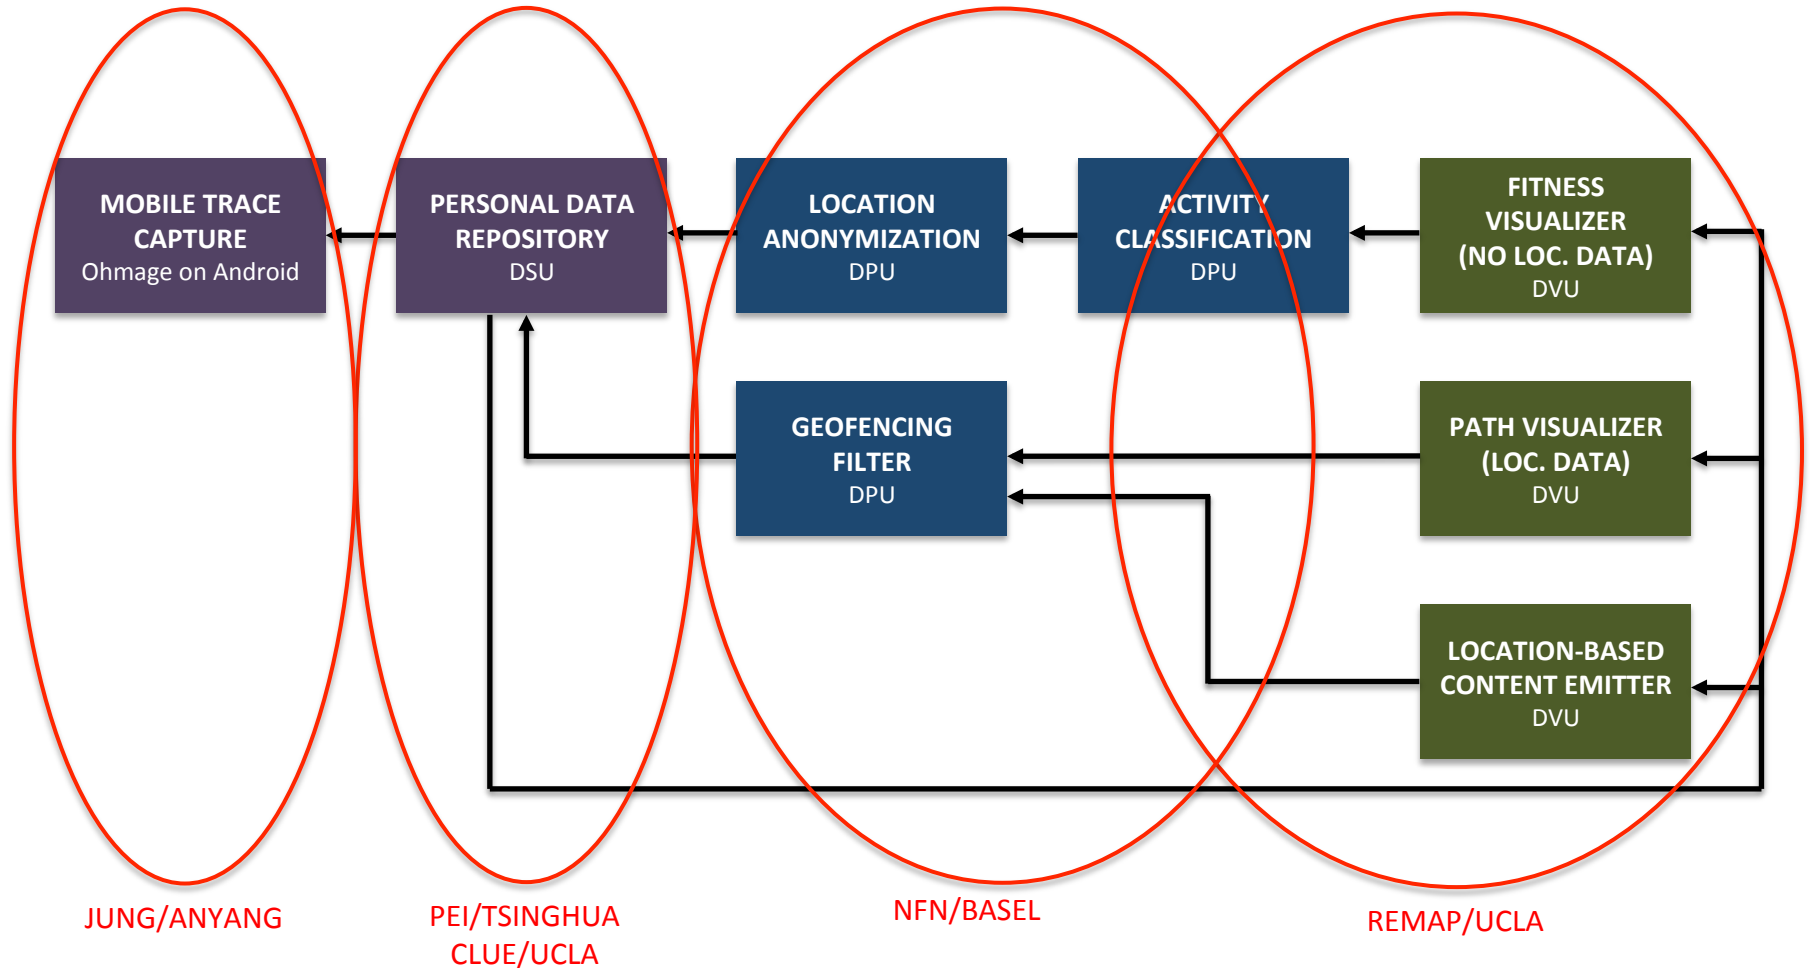 MOBILE TRACE
CAPTURE
Ohmage on Android
PERSONAL DATA
REPOSITORY
DSU
LOCATION
ANONYMIZATION
DPU
ACTIVITY
CLASSIFICATION
DPU
FITNESS
VISUALIZER
(NO LOC. DATA)
DVU
GEOFENCING
FILTER
DPU
PATH VISUALIZER
(LOC. DATA)
DVU
LOCATION-BASED
CONTENT EMITTER
DVU
JUNG/ANYANG
PEI/TSINGHUA
CLUE/UCLA
NFN/BASEL
REMAP/UCLA